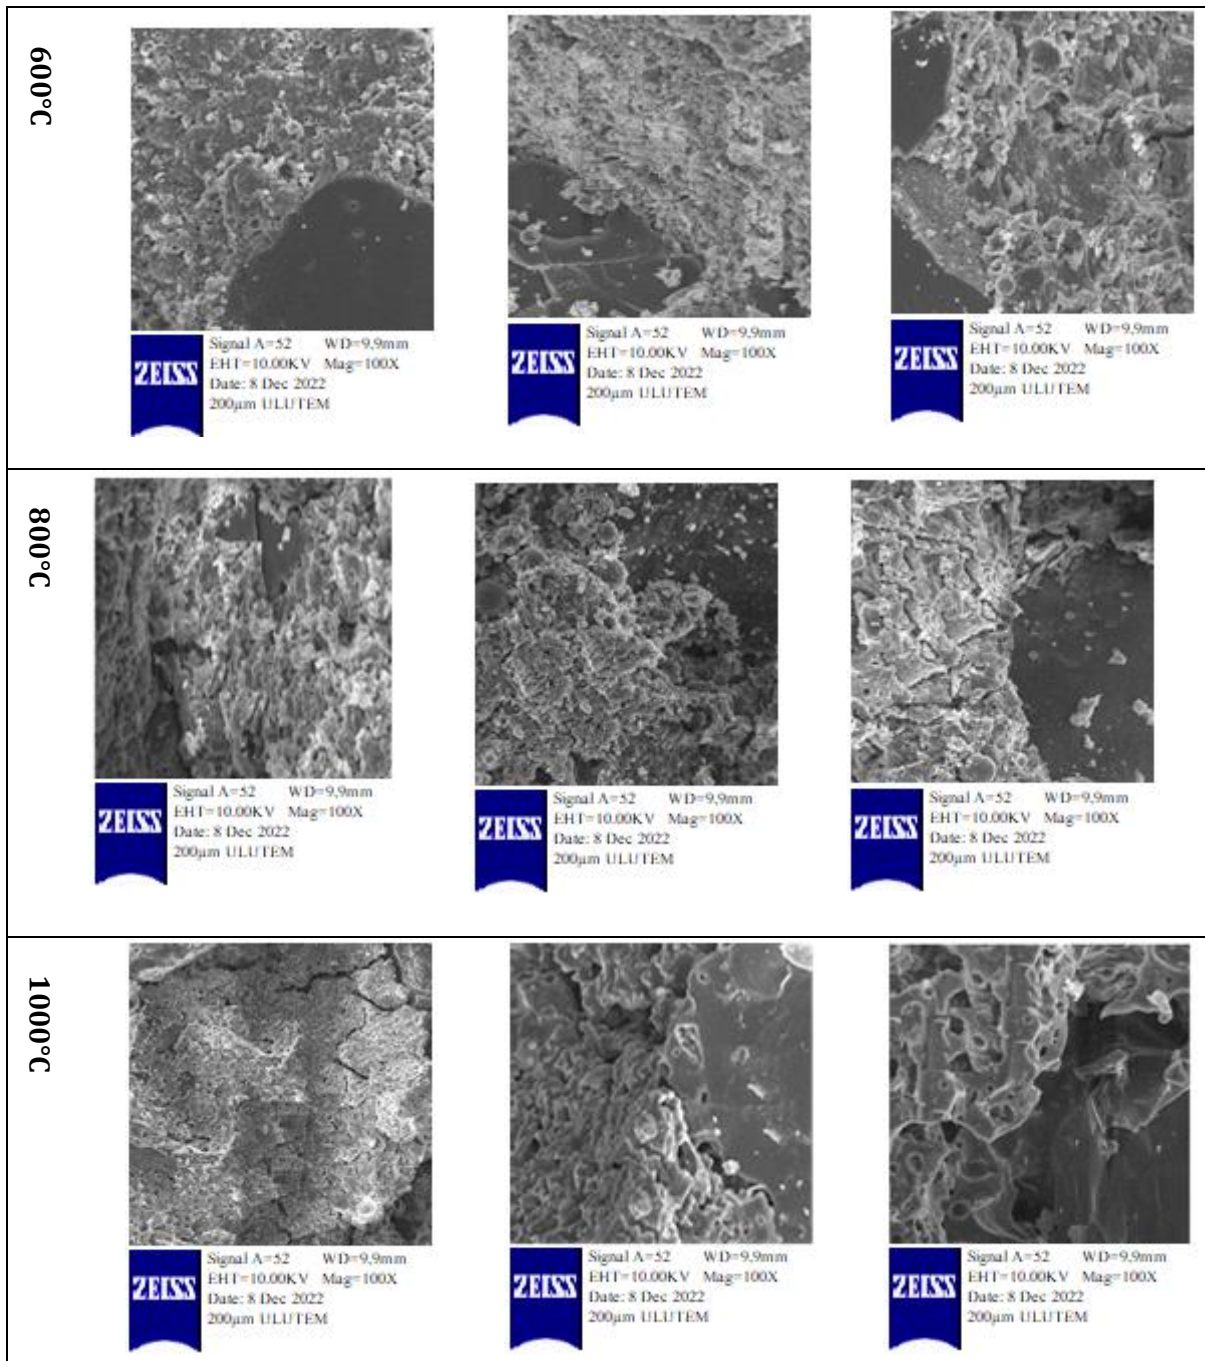 600°C
ZEISS
Signal A=52 WD=9,9mm
EHT=10.00KV Mag=100X
Date: 8 Dec 2022
200µm ULUTEM
ZEISS
Signal A=52 WD=9,9mm
EHT=10.00KV Mag=100X
Date: 8 Dec 2022
200µm ULUTEM
ZEISS
Signal A=52 WD=9,9mm
EHT=10.00KV Mag=100X
Date: 8 Dec 2022
200µm ULUTEM
800°C
ZEISS
Signal A=52 WD=9,9mm
EHT=10.00KV Mag=100X
Date: 8 Dec 2022
200µm ULUTEM
ZEISS
Signal A=52 WD=9,9mm
EHT=10.00KV Mag=100X
Date: 8 Dec 2022
200µm ULUTEM
ZEISS
Signal A=52 WD=9,9mm
EHT=10.00KV Mag=100X
Date: 8 Dec 2022
200µm ULUTEM
1000°C
ZEISS
Signal A=52 WD=9,9mm
EHT=10.00KV Mag=100X
Date: 8 Dec 2022
200µm ULUTEM
ZEISS
Signal A=52 WD=9,9mm
EHT=10.00KV Mag=100X
Date: 8 Dec 2022
200µm ULUTEM
ZEISS
Signal A=52 WD=9,9mm
EHT=10.00KV Mag=100X
Date: 8 Dec 2022
200µm ULUTEM